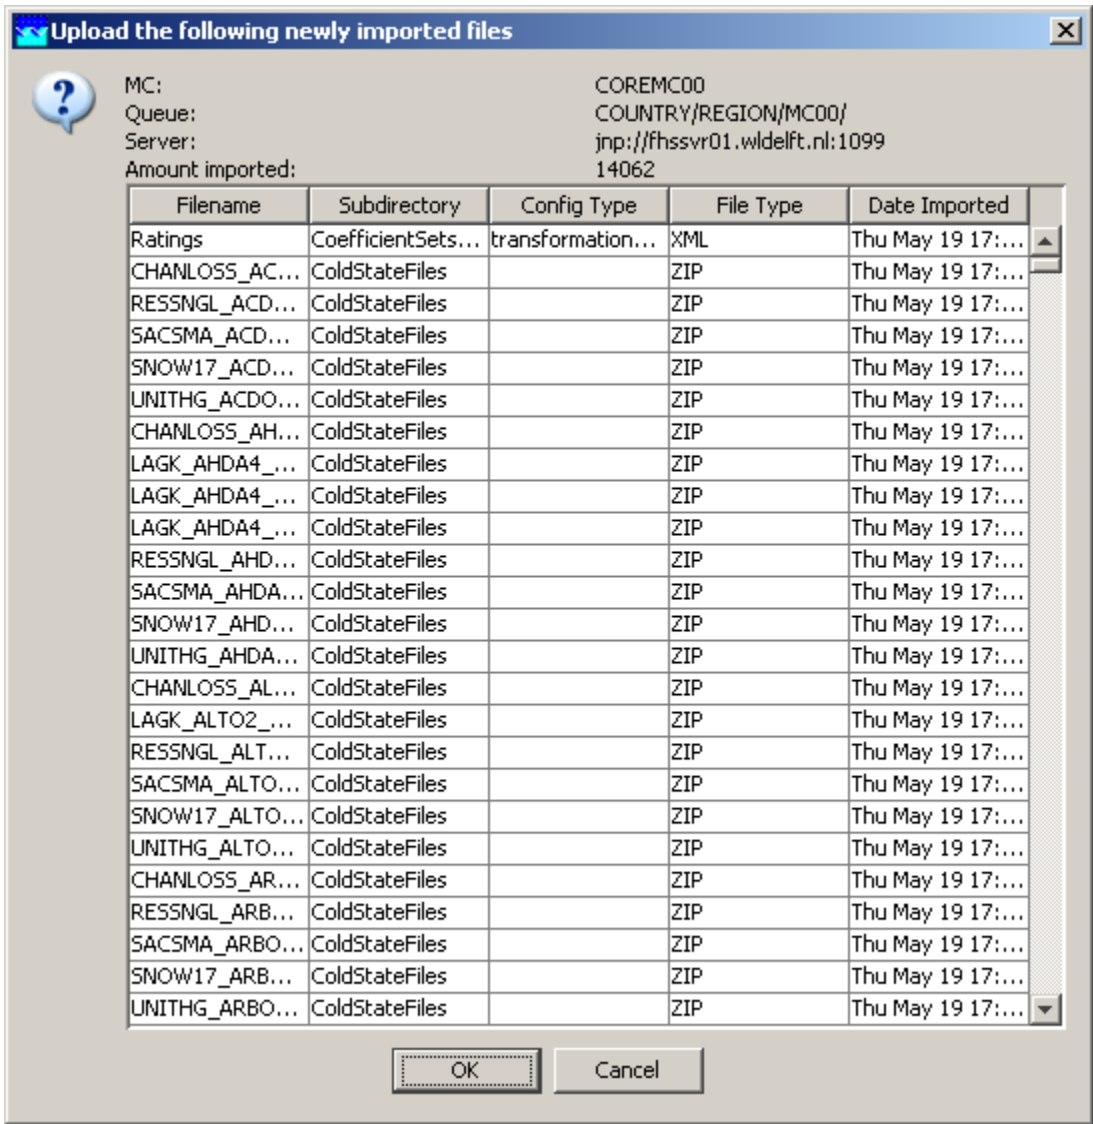 Upload the following newly imported files
MC: COREMC00
Queue: COUNTRY/REGION/MC00/
Server: jnp://fhssvr01.wldelft.nl:1099
Amount imported: 14062
Filename Subdirectory Config Type File Type Date Imported
Ratings CoefficientSets... transformation... XML Thu May 19 17:...
CHANLOSS_AC... ColdStateFiles ZIP Thu May 19 17:...
RESSNGL_ACD... ColdStateFiles ZIP Thu May 19 17:...
SACSMA_ACD... ColdStateFiles ZIP Thu May 19 17:...
SNOW17_ACD... ColdStateFiles ZIP Thu May 19 17:...
UNITHG_ACDO... ColdStateFiles ZIP Thu May 19 17:...
CHANLOSS_AH... ColdStateFiles ZIP Thu May 19 17:...
LAGK_AHDA4_... ColdStateFiles ZIP Thu May 19 17:...
LAGK_AHDA4_... ColdStateFiles ZIP Thu May 19 17:...
LAGK_AHDA4_... ColdStateFiles ZIP Thu May 19 17:...
RESSNGL_AHD... ColdStateFiles ZIP Thu May 19 17:...
SACSMA_AHDA... ColdStateFiles ZIP Thu May 19 17:...
SNOW17_AHD... ColdStateFiles ZIP Thu May 19 17:...
UNITHG_AHDA... ColdStateFiles ZIP Thu May 19 17:...
CHANLOSS_AL... ColdStateFiles ZIP Thu May 19 17:...
LAGK_ALTO2_... ColdStateFiles ZIP Thu May 19 17:...
RESSNGL_ALT... ColdStateFiles ZIP Thu May 19 17:...
SACSMA_ALTO... ColdStateFiles ZIP Thu May 19 17:...
SNOW17_ALTO... ColdStateFiles ZIP Thu May 19 17:...
UNITHG_ALTO... ColdStateFiles ZIP Thu May 19 17:...
CHANLOSS_AR... ColdStateFiles ZIP Thu May 19 17:...
RESSNGL_ARB... ColdStateFiles ZIP Thu May 19 17:...
SACSMA_ARBO... ColdStateFiles ZIP Thu May 19 17:...
SNOW17_ARB... ColdStateFiles ZIP Thu May 19 17:...
UNITHG_ARBO... ColdStateFiles ZIP Thu May 19 17:...
OK Cancel